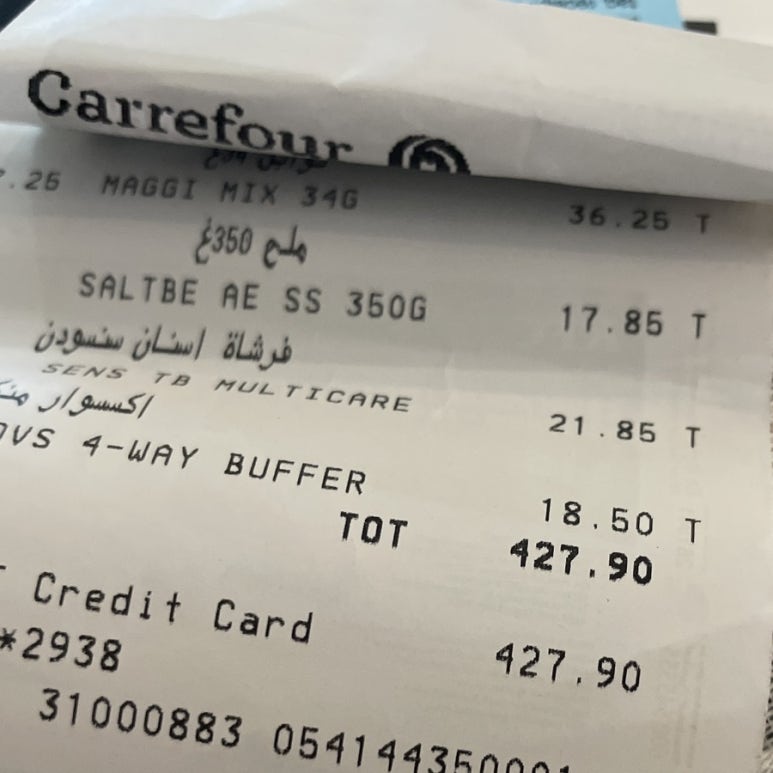 Carrefour
.25 MAGGI MIX 34G 36.25 T
ملح 350غ
SALTBE AE SS 350G 17.85 T
فرشاة اسنان سنسودن
SENS TB MULTICARE 21.85 T
اكسسوار
VS 4-WAY BUFFER 18.50 T
TOT 427.90
Credit Card 427.90
*2938
31000883 0541443500